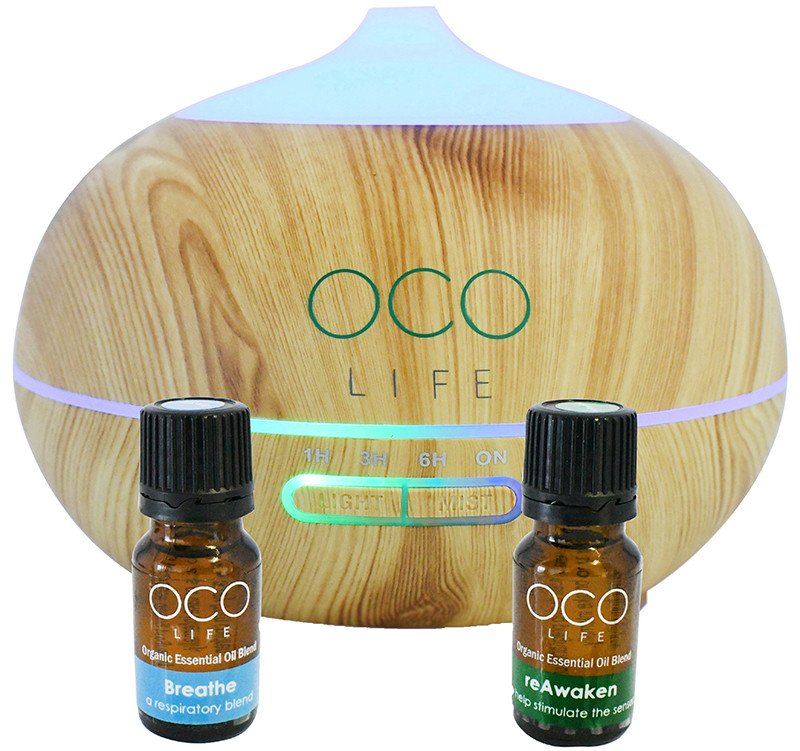 OCO
LIFE
1H 3H 6H ON
LIGHT MIST
OCO
LIFE
Organic Essential Oil Blend
Breathe
a respiratory blend
OCO
LIFE
Organic Essential Oil Blend
reAwaken
help stimulate the